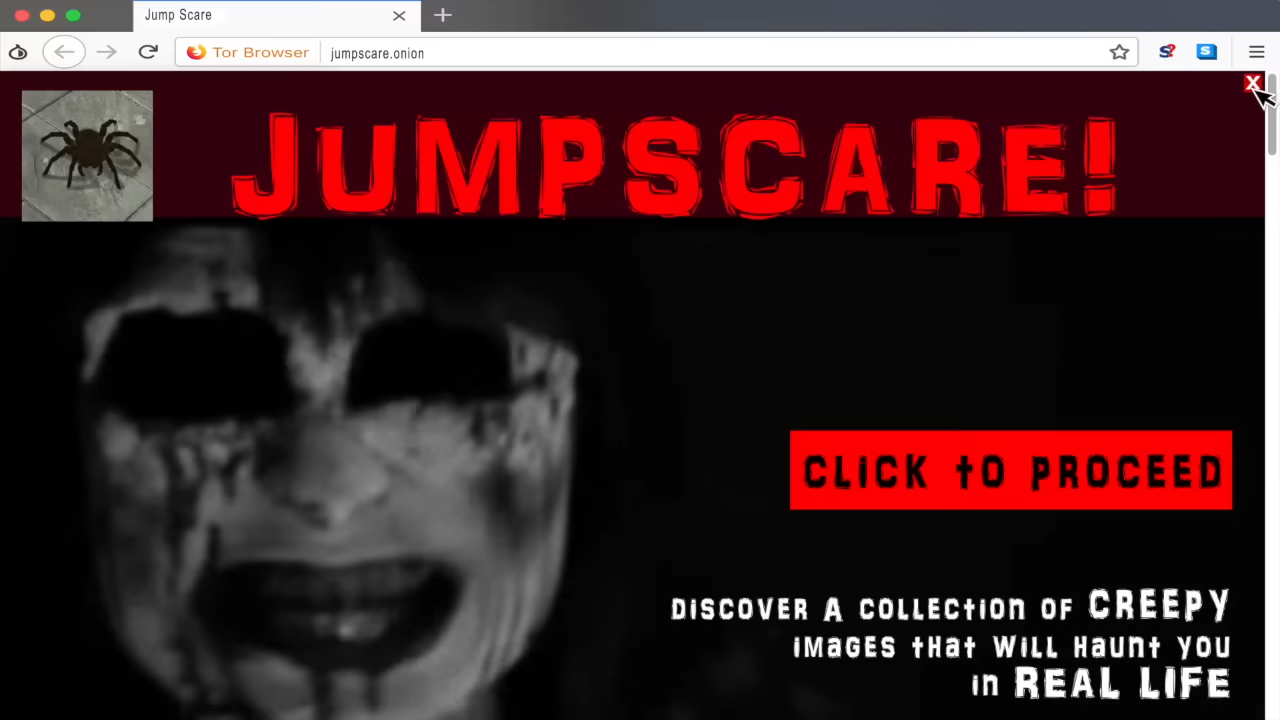 Jump Scare
Tor Browser
jumpscare.onion
S?
S
X
JUMPSCARE!
CLICK TO PROCEED
DISCOVER A COLLECTION OF CREEPY
IMAGES THAT WILL HAUNT YOU
IN REAL LIFE